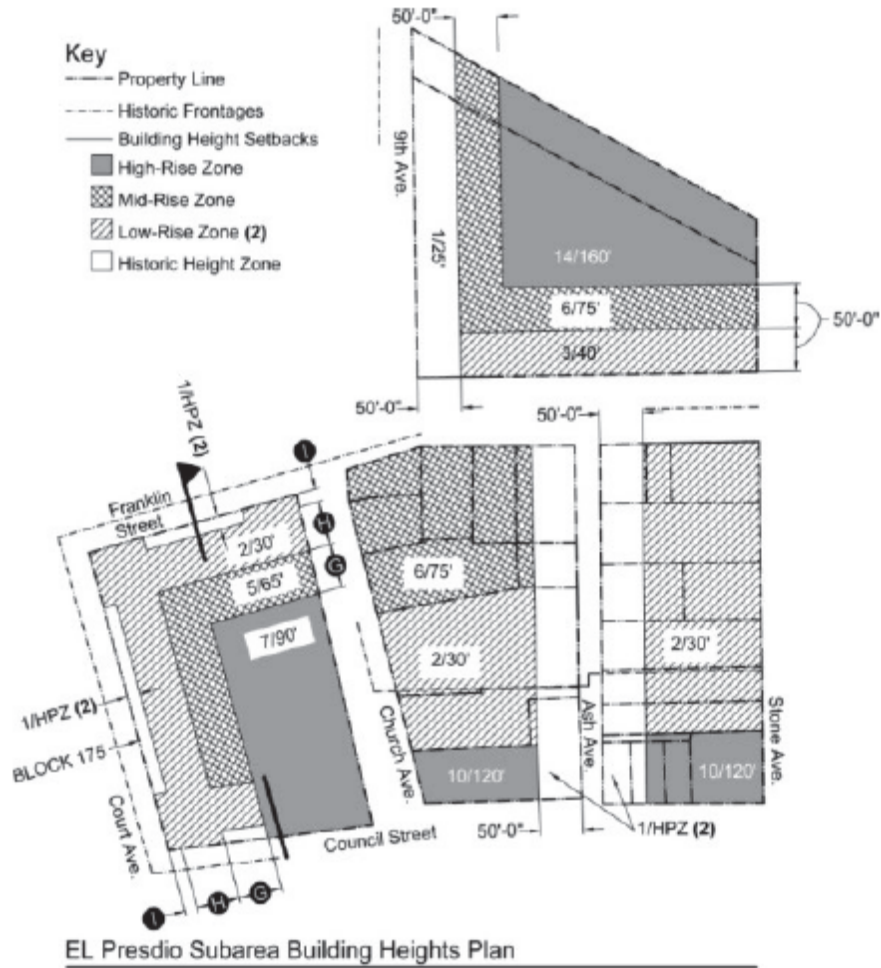 50'-0"
Key
Property Line
Historic Frontages
Building Height Setbacks
High-Rise Zone
Mid-Rise Zone
Low-Rise Zone (2)
Historic Height Zone
9th Ave.
1/25'
14/160'
6/75'
50'-0"
3/40'
50'-0"
50'-0"
1/HPZ (2)
I
Franklin
Street
H
2/30'
G
5/65'
6/75'
7/90'
2/30'
2/30'
1/HPZ (2)
BLOCK 175
Church Ave.
Ash Ave.
Stone Ave.
10/120'
10/120'
Court Ave.
Council Street
50'-0"
1/HPZ (2)
I
H
G
EL Presdio Subarea Building Heights Plan